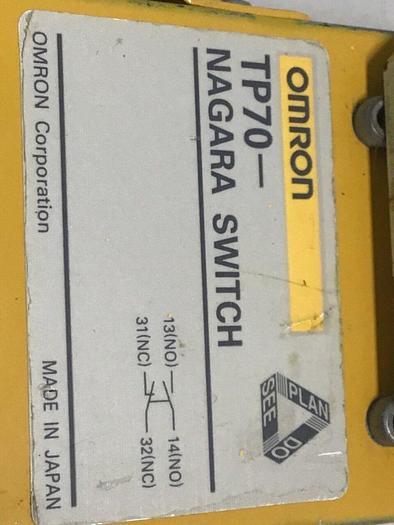 OMRON
PLAN
DO
SEE
TP70—
NAGARA SWITCH
13(NO) 14(NO)
31(NC) 32(NC)
OMRON Corporation MADE IN JAPAN